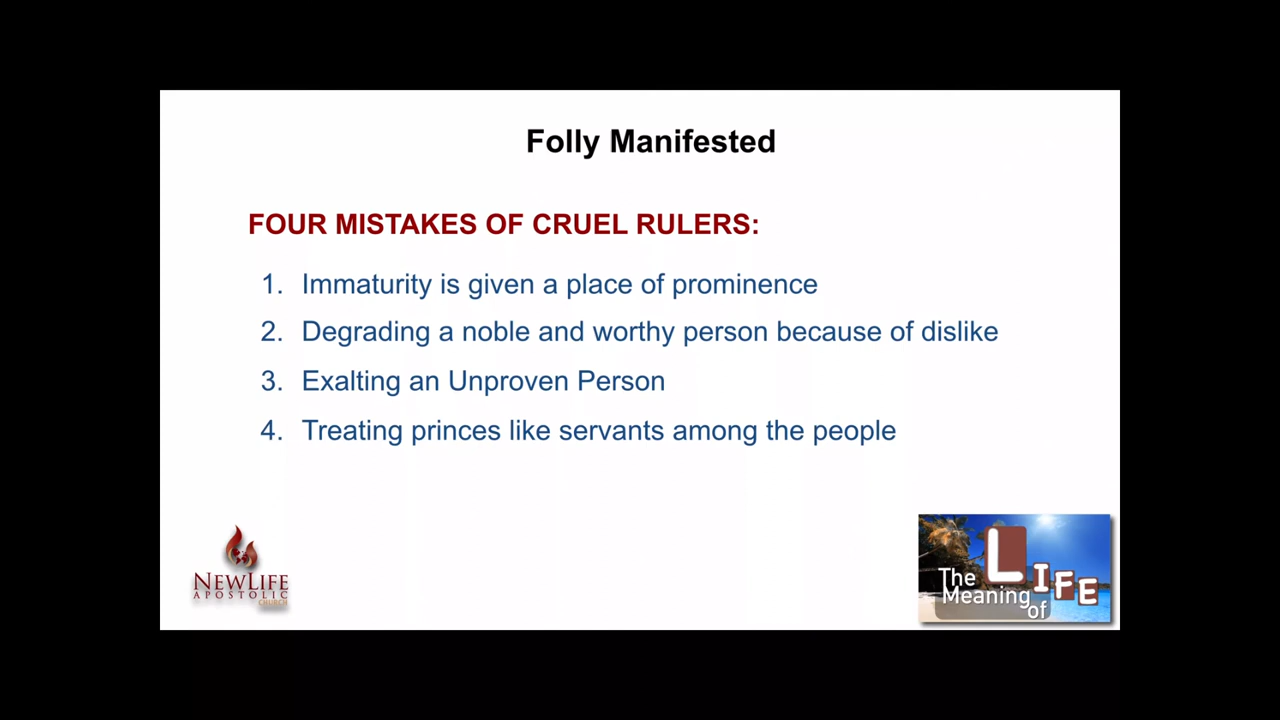 Folly Manifested
FOUR MISTAKES OF CRUEL RULERS:
1. Immaturity is given a place of prominence
2. Degrading a noble and worthy person because of dislike
3. Exalting an Unproven Person
4. Treating princes like servants among the people
NEWLIFE
APOSTOLIC
CHURCH
The LIFE
Meaning
of